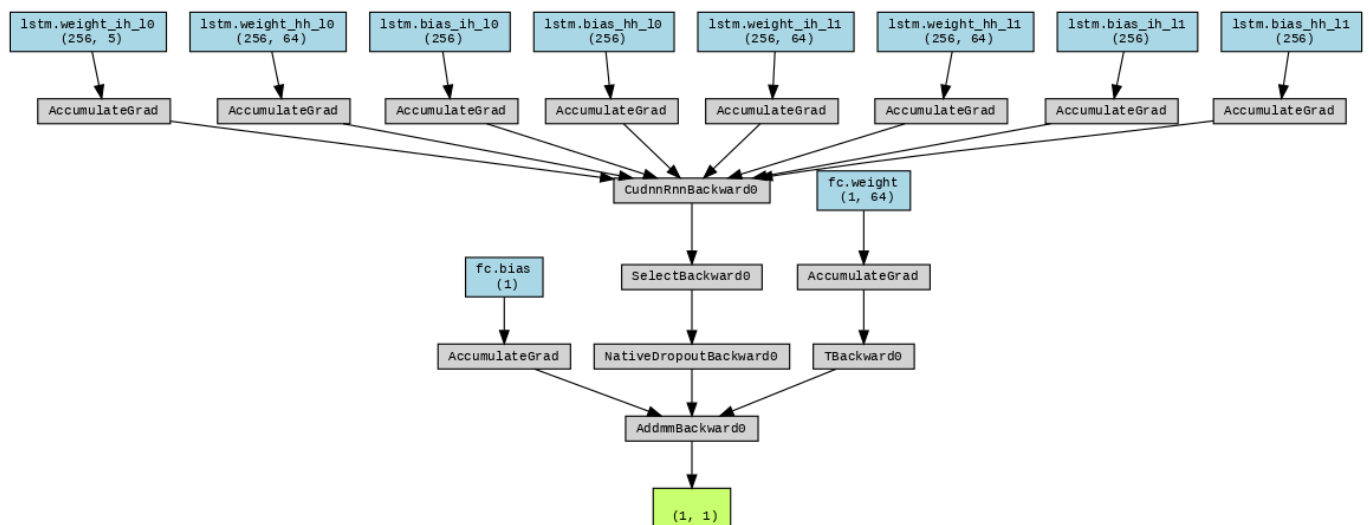 lstm.weight_ih_l0
(256, 5)
lstm.weight_hh_l0
(256, 64)
lstm.bias_ih_l0
(256)
lstm.bias_hh_l0
(256)
lstm.weight_ih_l1
(256, 64)
lstm.weight_hh_l1
(256, 64)
lstm.bias_ih_l1
(256)
lstm.bias_hh_l1
(256)
AccumulateGrad
AccumulateGrad
AccumulateGrad
AccumulateGrad
AccumulateGrad
AccumulateGrad
AccumulateGrad
AccumulateGrad
CudnnRnnBackward0
fc.weight
(1, 64)
fc.bias
(1)
SelectBackward0
AccumulateGrad
AccumulateGrad
NativeDropoutBackward0
TBackward0
AddmmBackward0
(1, 1)